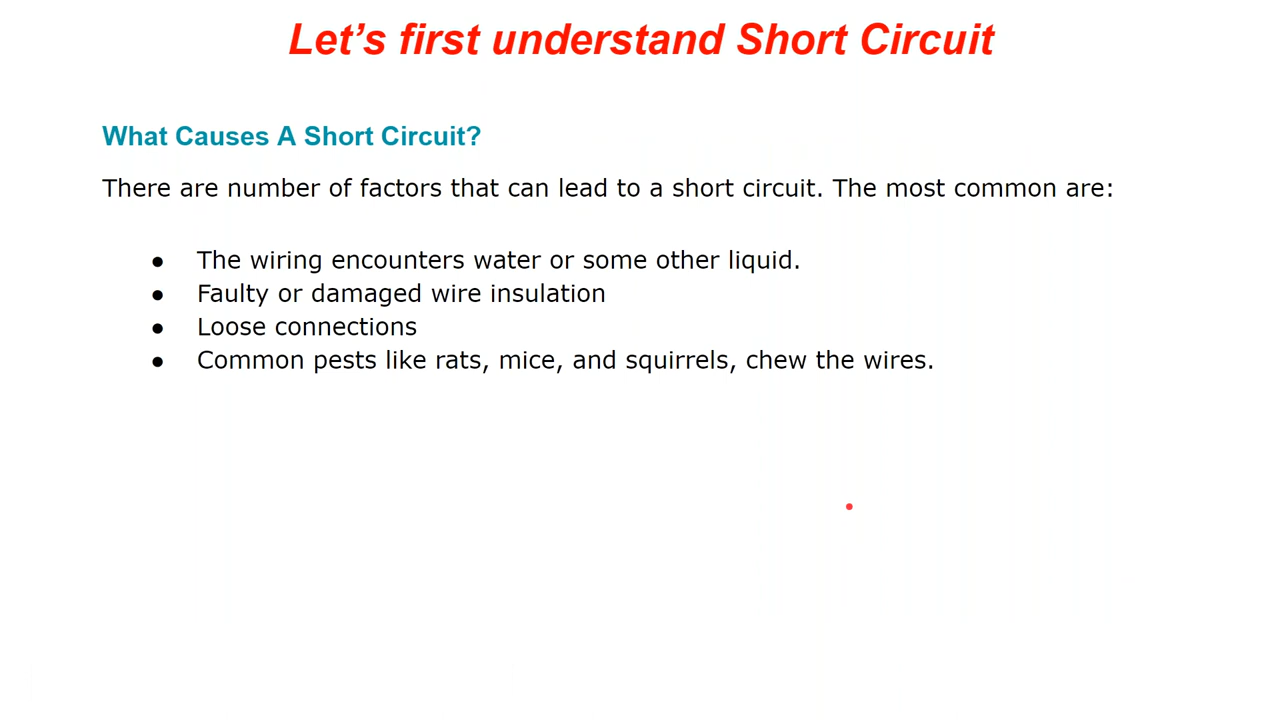 Let’s first understand Short Circuit
What Causes A Short Circuit?
There are number of factors that can lead to a short circuit. The most common are:
● The wiring encounters water or some other liquid.
● Faulty or damaged wire insulation
● Loose connections
● Common pests like rats, mice, and squirrels, chew the wires.